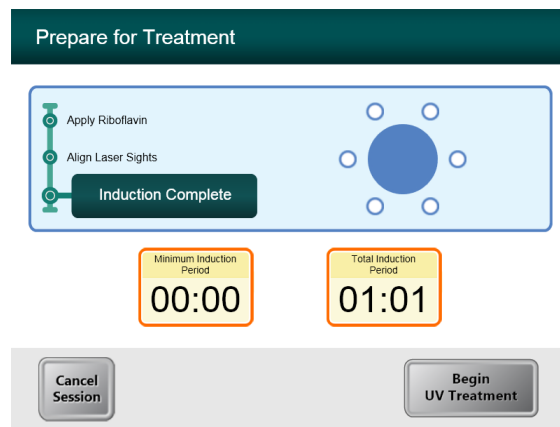 Prepare for Treatment
Apply Riboflavin
Align Laser Sights
Induction Complete
Minimum Induction
Period
00:00
Total Induction
Period
01:01
Cancel
Session
Begin
UV Treatment